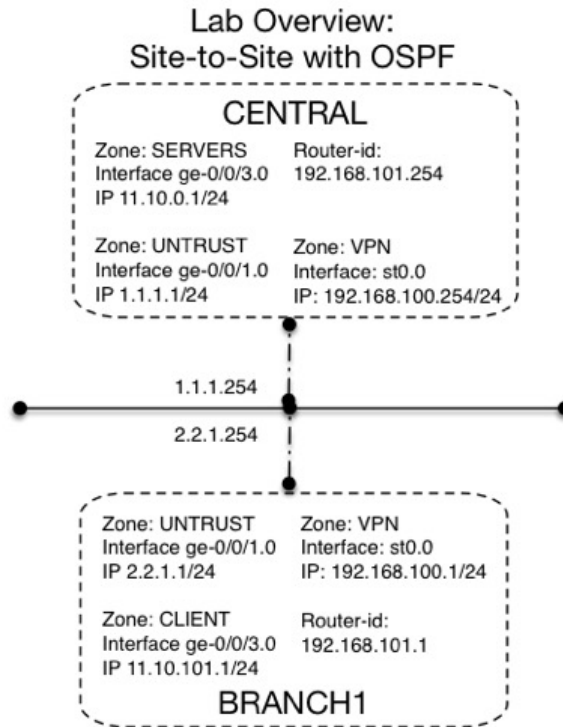 Lab Overview:
Site-to-Site with OSPF
CENTRAL
Zone: SERVERS
Interface ge-0/0/3.0
IP 11.10.0.1/24
Router-id:
192.168.101.254
Zone: UNTRUST
Interface ge-0/0/1.0
IP 1.1.1.1/24
Zone: VPN
Interface: st0.0
IP: 192.168.100.254/24
1.1.1.254
2.2.1.254
Zone: UNTRUST
Interface ge-0/0/1.0
IP 2.2.1.1/24
Zone: VPN
Interface: st0.0
IP: 192.168.100.1/24
Zone: CLIENT
Interface ge-0/0/3.0
IP 11.10.101.1/24
Router-id:
192.168.101.1
BRANCH1